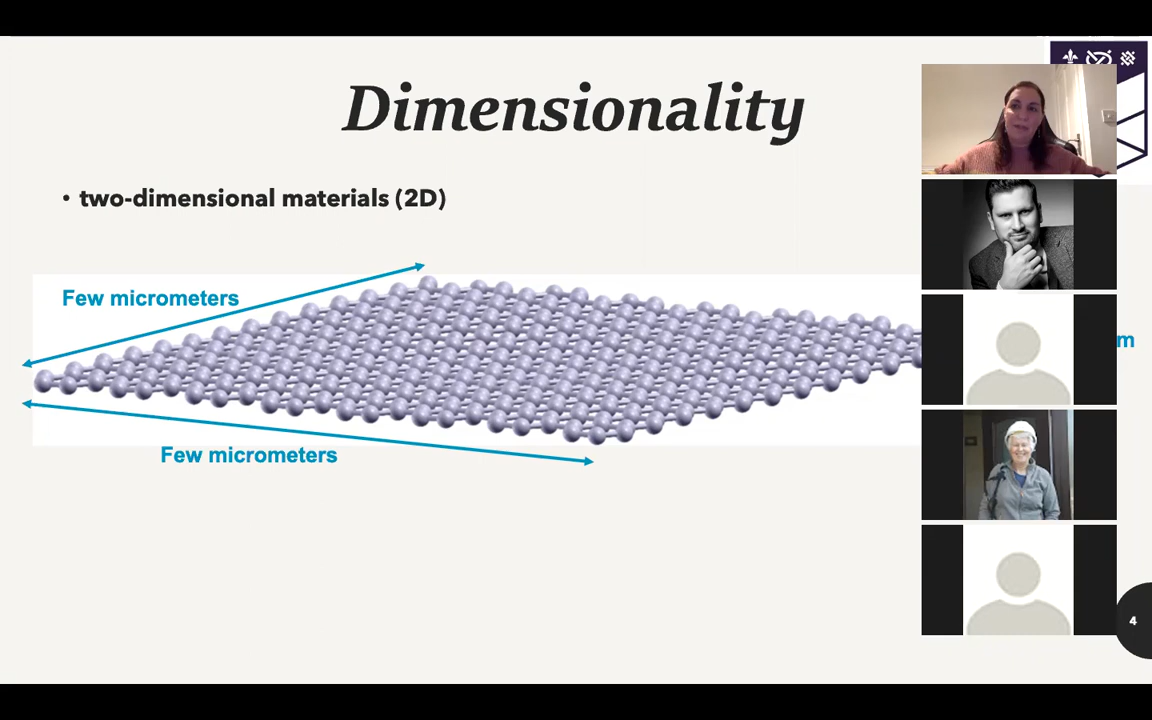 Dimensionality
• two-dimensional materials (2D)
Few micrometers
m
Few micrometers
4